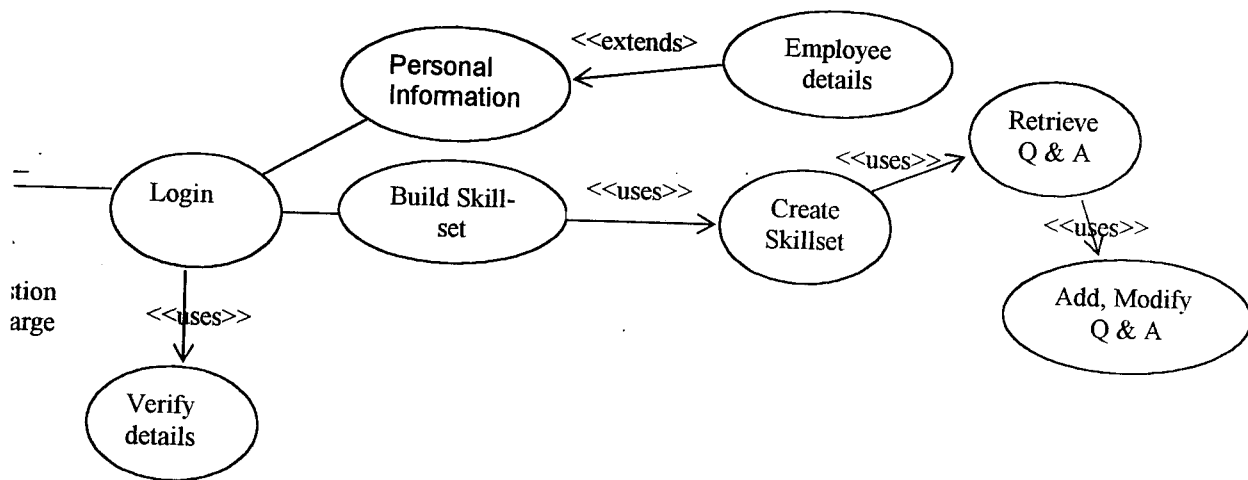 <<extends>
Employee
details
Personal
Information
Retrieve
Q & A
<<uses>>
Login
Build Skill-
set
<<uses>>
Create
Skillset
<<uses>>
Add, Modify
Q & A
<<uses>>
Verify
details